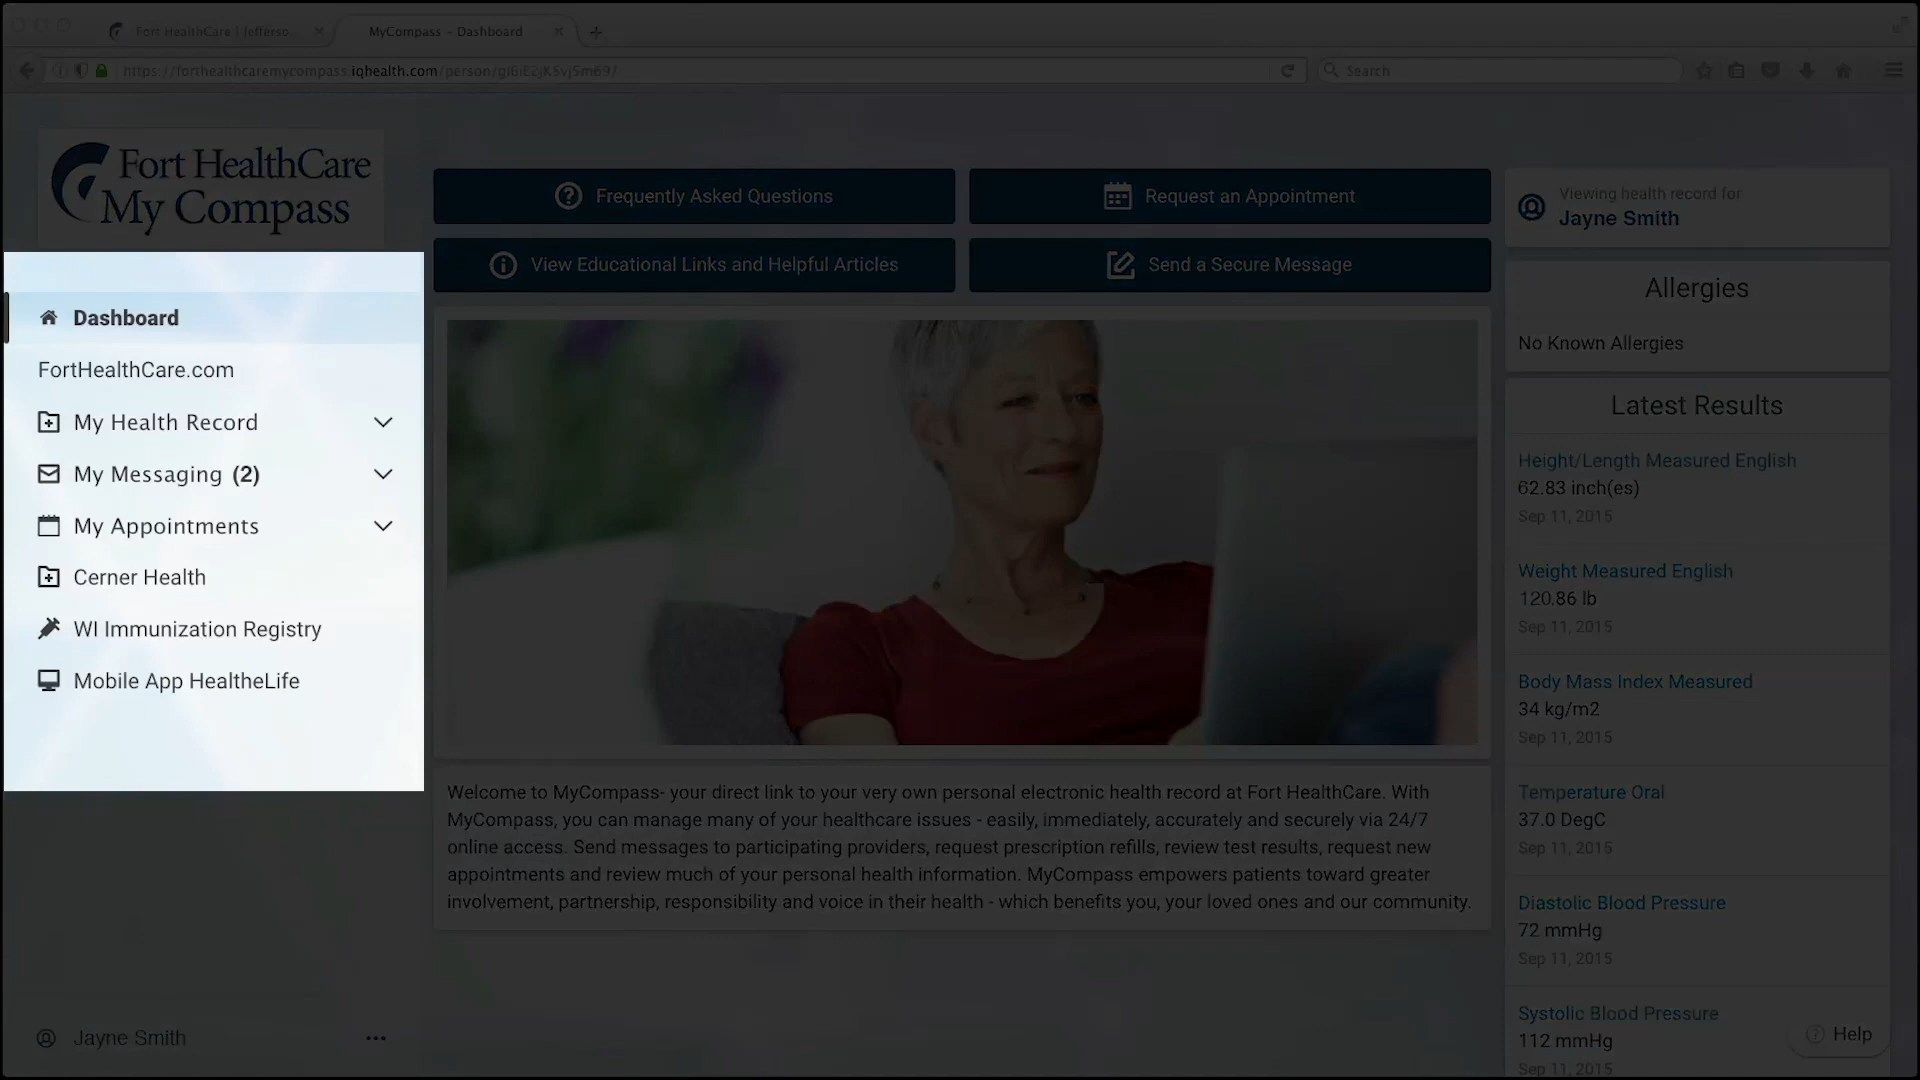 Fort HealthCare | Jefferso...
MyCompass - Dashboard
https://forthealthcaremycompass.iqhealth.com/person/
Search
Fort HealthCare
My Compass
Dashboard
FortHealthCare.com
My Health Record
My Messaging (2)
My Appointments
Cerner Health
WI Immunization Registry
Mobile App HealtheLife
Jayne Smith
Frequently Asked Questions
Request an Appointment
View Educational Links and Helpful Articles
Send a Secure Message
Welcome to MyCompass- your direct link to your very own personal electronic health record at Fort HealthCare. With
MyCompass, you can manage many of your healthcare issues - easily, immediately, accurately and securely via 24/7
online access. Send messages to participating providers, request prescription refills, review test results, request new
appointments and review much of your personal health information. MyCompass empowers patients toward greater
involvement, partnership, responsibility and voice in their health - which benefits you, your loved ones and our community.
Viewing health record for
Jayne Smith
Allergies
No Known Allergies
Latest Results
Height/Length Measured English
62.83 inch(es)
Sep 11, 2015
Weight Measured English
120.86 lb
Sep 11, 2015
Body Mass Index Measured
34 kg/m2
Sep 11, 2015
Temperature Oral
37.0 DegC
Sep 11, 2015
Diastolic Blood Pressure
72 mmHg
Sep 11, 2015
Systolic Blood Pressure
112 mmHg
Sep 11, 2015
Help